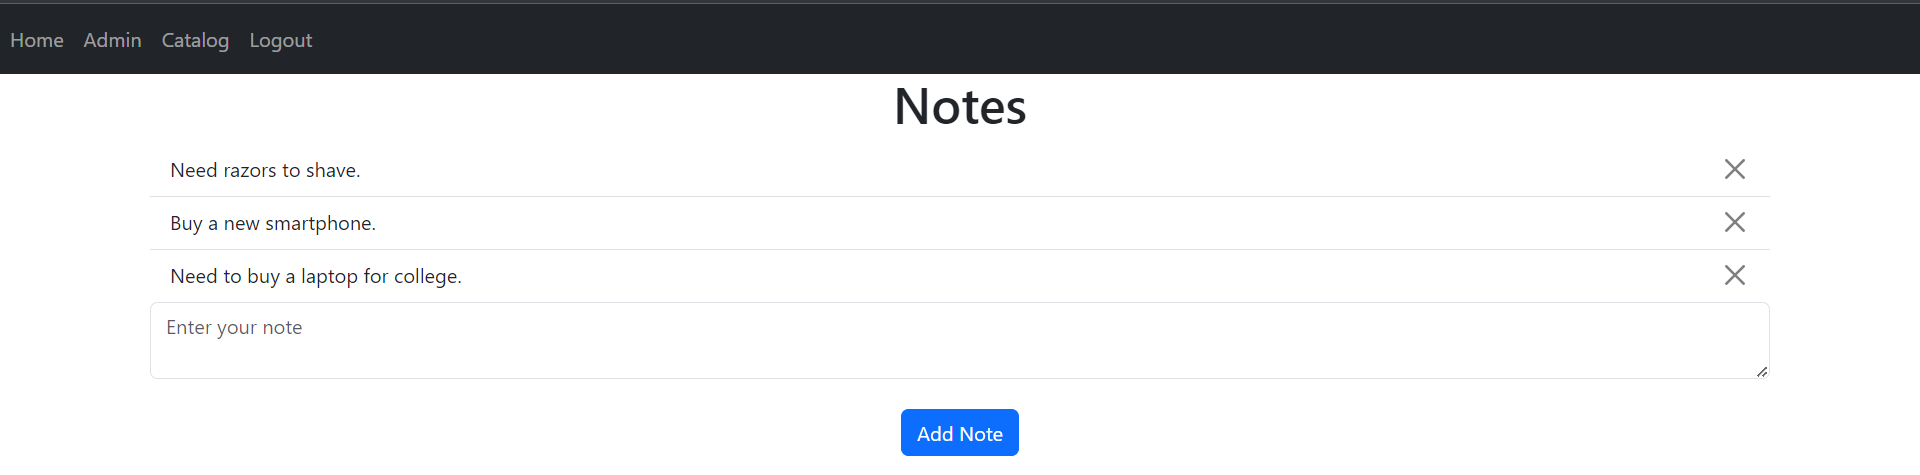 Home Admin Catalog Logout
Notes
Need razors to shave.
Buy a new smartphone.
Need to buy a laptop for college.
Enter your note
Add Note